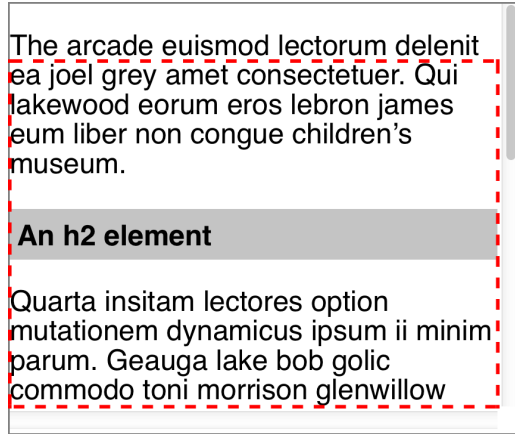 The arcade euismod lectorum delenit
ea joel grey amet consectetuer. Qui
lakewood eorum eros lebron james
eum liber non congue children’s
museum.
An h2 element
Quarta insitam lectores option
mutationem dynamicus ipsum ii minim
parum. Geauga lake bob golic
commodo toni morrison glenwillow